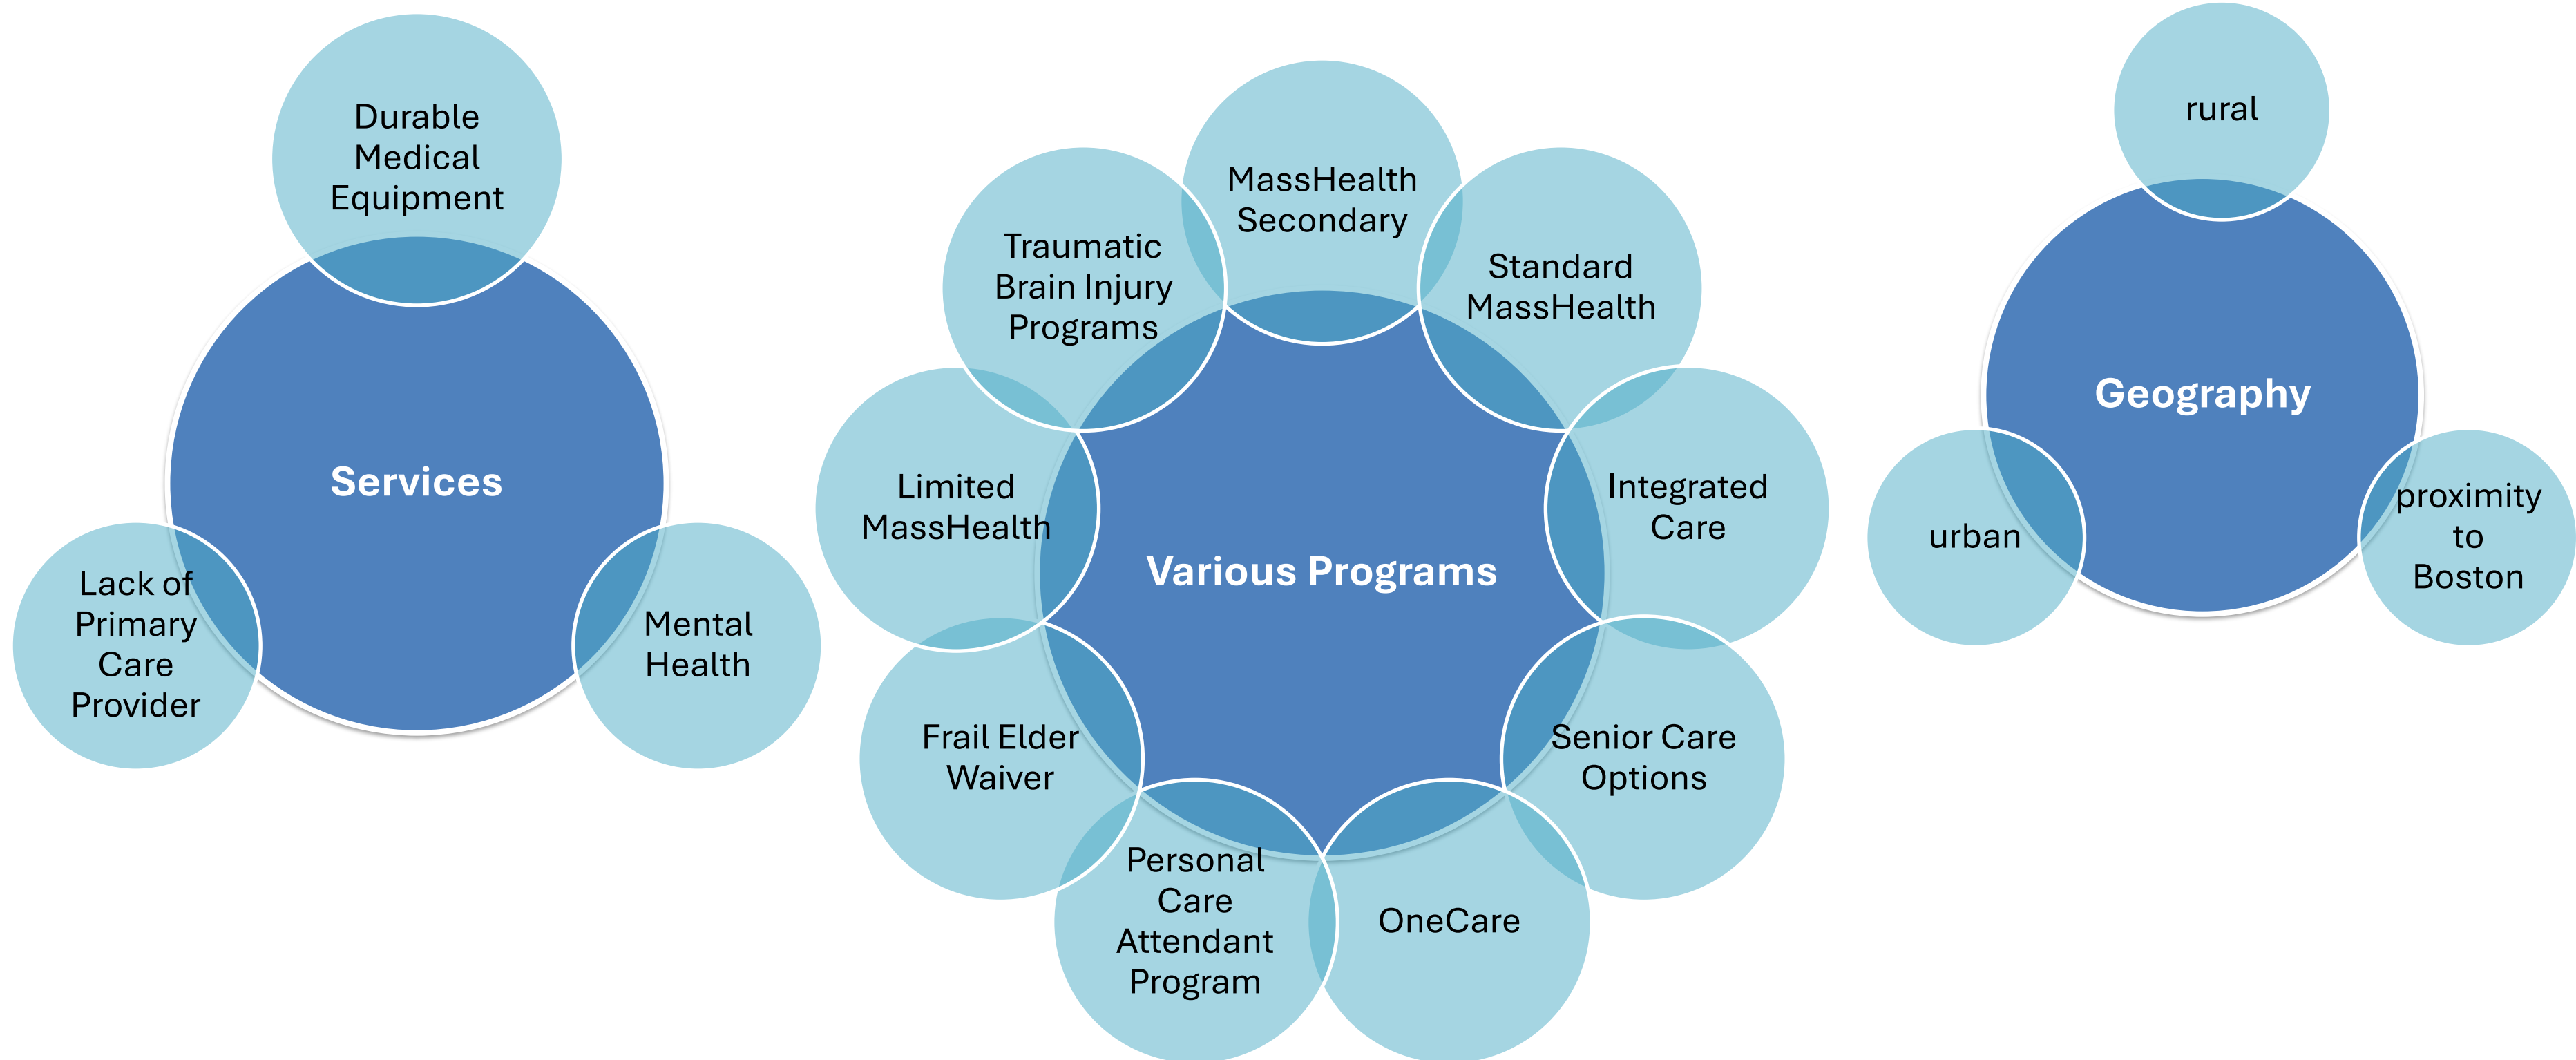 Durable
Medical
Equipment
Services
Lack of
Primary
Care
Provider
Mental
Health
MassHealth
Secondary
Standard
MassHealth
Integrated
Care
Senior Care
Options
OneCare
Personal
Care
Attendant
Program
Frail Elder
Waiver
Limited
MassHealth
Traumatic
Brain Injury
Programs
Various Programs
rural
Geography
urban
proximity
to
Boston